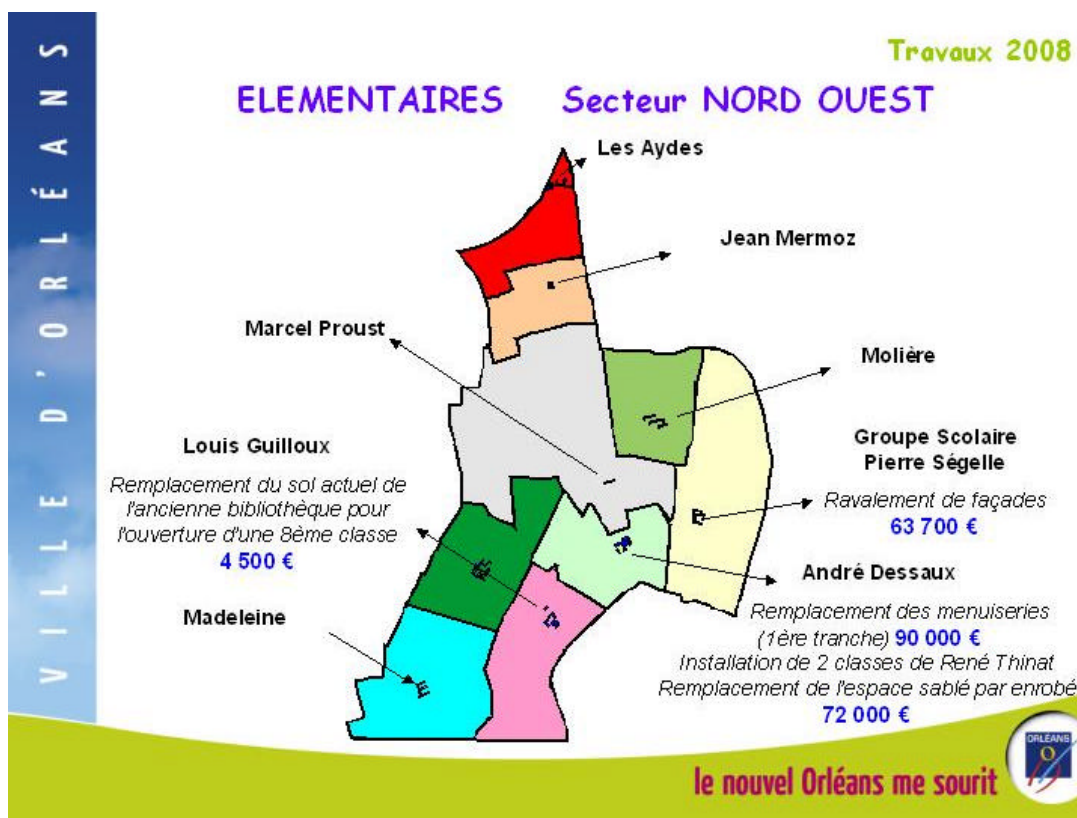 VILLE D'ORLÉANS
Travaux 2008
ELEMENTAIRES Secteur NORD OUEST
Les Aydes
Jean Mermoz
Marcel Proust
Molière
Louis Guilloux
Remplacement du sol actuel de
l'ancienne bibliothèque pour
l'ouverture d'une 8ème classe
4 500 €
Groupe Scolaire
Pierre Ségelle
Ravalement de façades
63 700 €
Madeleine
André Dessaux
Remplacement des menuiseries
(1ère tranche) 90 000 €
Installation de 2 classes de René Thinat
Remplacement de l'espace sablé par enrobé
72 000 €
le nouvel Orléans me sourit
ORLÉANS